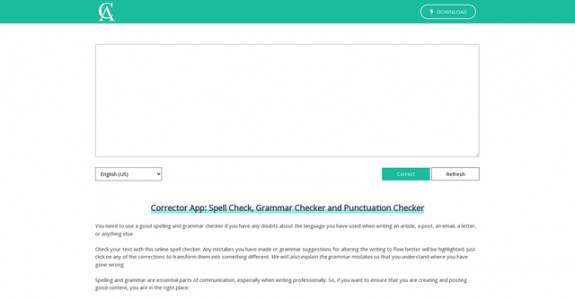 CA
DOWNLOAD
English (US)
Correct
Refresh
Corrector App: Spell Check, Grammar Checker and Punctuation Checker
You need to use a good spelling and grammar checker if you have any doubts about the language you have used when writing an article, a post, an email, a letter,
or anything else.
Check your text with this online spell checker. Any mistakes you have made or grammar suggestions for altering the writing to flow better will be highlighted, just
click on any of the corrections to transform them into something different. We will also explain the grammar mistakes so that you understand where you have
gone wrong.
Spelling and grammar are essential parts of communication, especially when writing professionally. So, if you want to ensure that you are creating and posting
good content, you are in the right place.